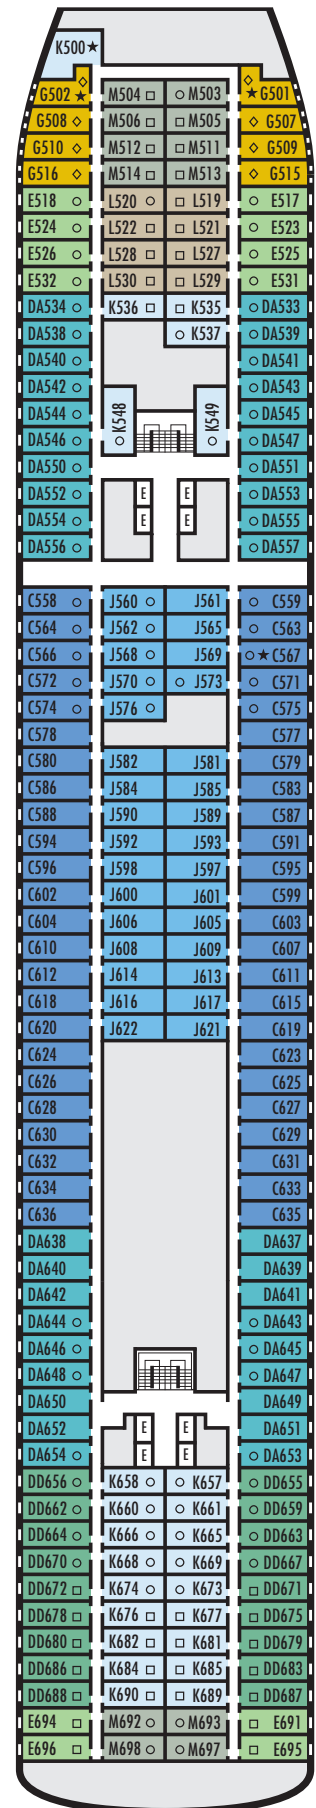 K500★
G502★ M504 M503 ★G501
G508 M506 M505 G507
G510 M512 M511 G509
G516 M514 M513 G515
E518 L520 L519 E517
E524 L522 L521 E523
E526 L528 L527 E525
E532 L530 L529 E531
DA534 K536 K535 DA533
DA538 K537 DA539
DA540 DA541
DA542 DA543
DA544 K548 K549 DA545
DA546 DA547
DA550 DA551
DA552 E E DA553
DA554 E E DA555
DA556 DA557
C558 J560 J561 C559
C564 J562 J565 C563
C566 J568 J569 ★C567
C572 J570 J573 C571
C574 J576 C575
C578 C577
C580 J582 J581 C579
C586 J584 J585 C583
C588 J590 J589 C587
C594 J592 J593 C591
C596 J598 J597 C595
C602 J600 J601 C599
C604 J606 J605 C603
C610 J608 J609 C607
C612 J614 J613 C611
C618 J616 J617 C615
C620 J622 J621 C619
C624 C623
C626 C625
C628 C627
C630 C629
C632 C631
C634 C633
C636 C635
DA638 DA637
DA640 DA639
DA642 DA641
DA644 DA643
DA646 DA645
DA648 DA647
DA650 DA649
DA652 E E DA651
DA654 E E DA653
DD656 K658 K657 DD655
DD662 K660 K661 DD659
DD664 K666 K665 DD663
DD670 K668 K669 DD667
DD672 K674 K673 DD671
DD678 K676 K677 DD675
DD680 K682 K681 DD679
DD686 K684 K685 DD683
DD688 K690 K689 DD687
E694 M692 M693 E691
E696 M698 M697 E695